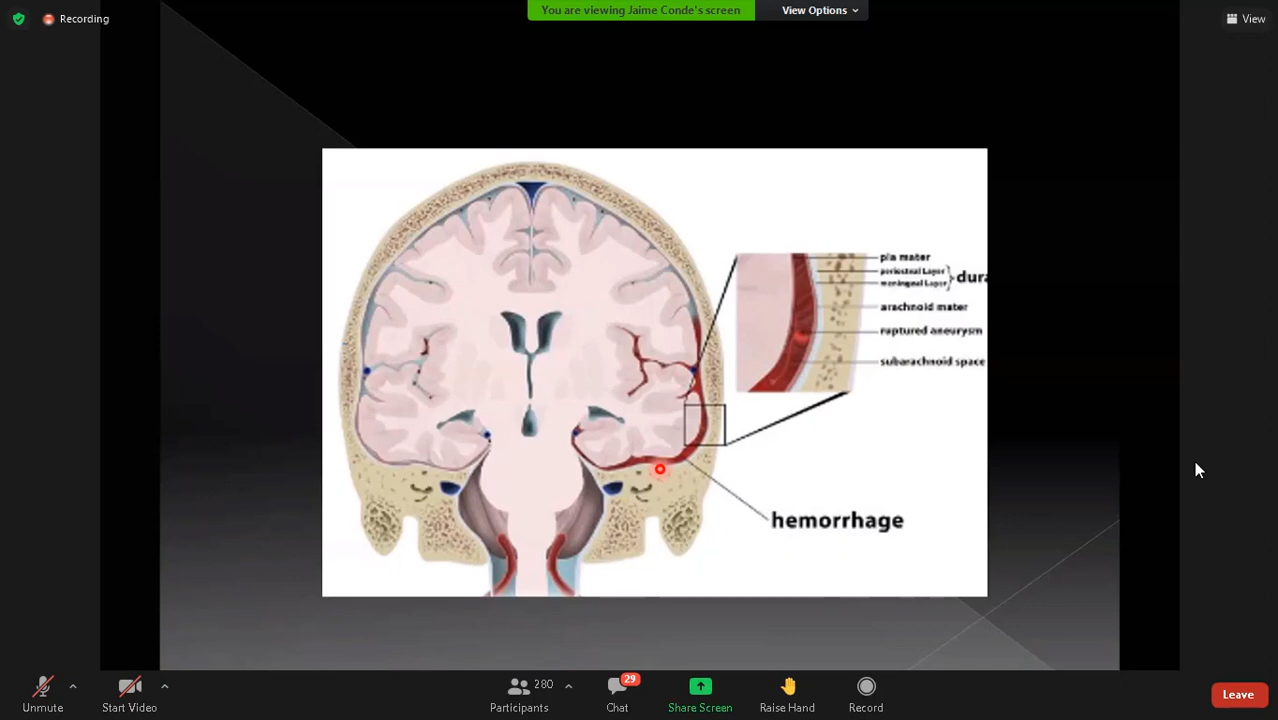 Recording
You are viewing Jaime Conde's screen
View Options
View
pia mater
periosteal Layer
meningeal Layer
dura
arachnoid mater
ruptured aneurysm
subarachnoid space
hemorrhage
Unmute
Start Video
280
Participants
29
Chat
Share Screen
Raise Hand
Record
Leave